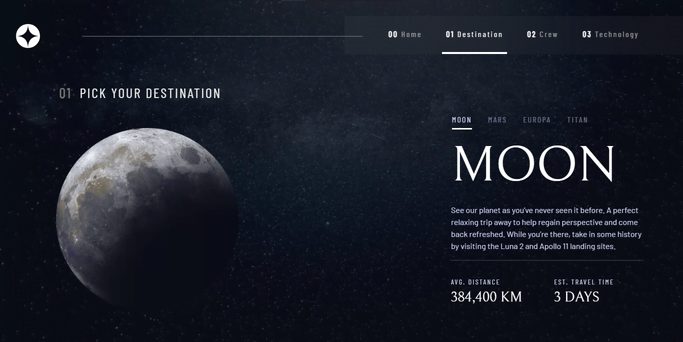 00 Home 01 Destination 02 Crew 03 Technology
01 PICK YOUR DESTINATION
MOON MARS EUROPA TITAN
MOON
See our planet as you've never seen it before. A perfect
relaxing trip away to help regain perspective and come
back refreshed. While you're there, take in some history
by visiting the Luna 2 and Apollo 11 landing sites.
AVG. DISTANCE EST. TRAVEL TIME
384,400 KM 3 DAYS